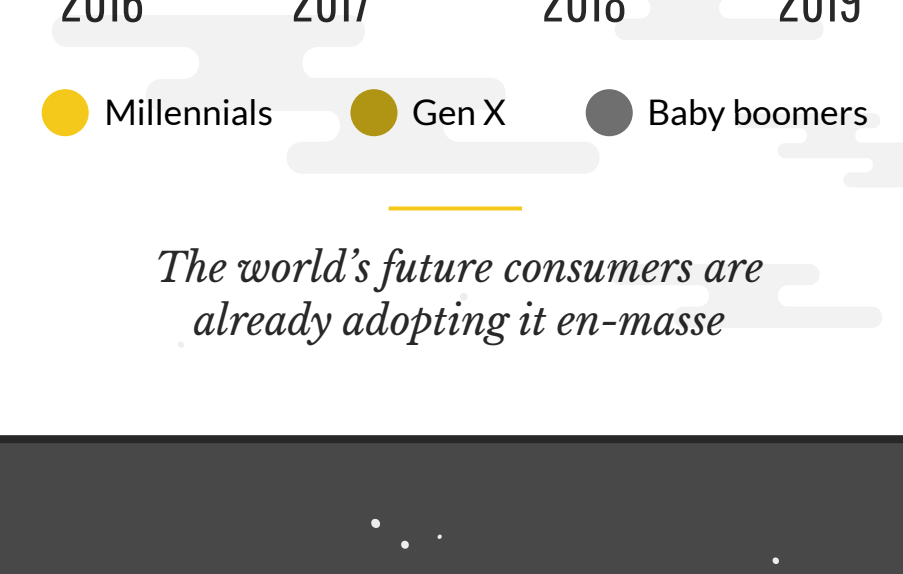 2016 2017 2018 2019
Millennials Gen X Baby boomers
The world’s future consumers are
already adopting it en-masse